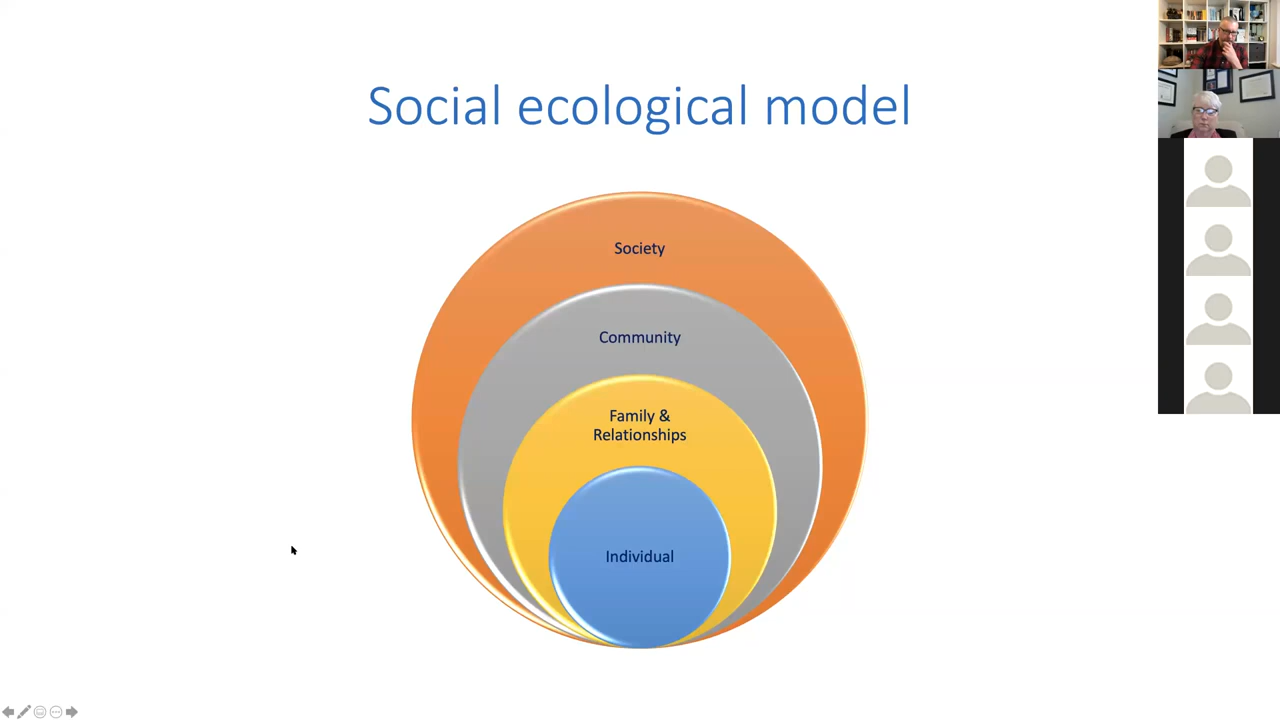 Social ecological model
Society
Community
Family &
Relationships
Individual